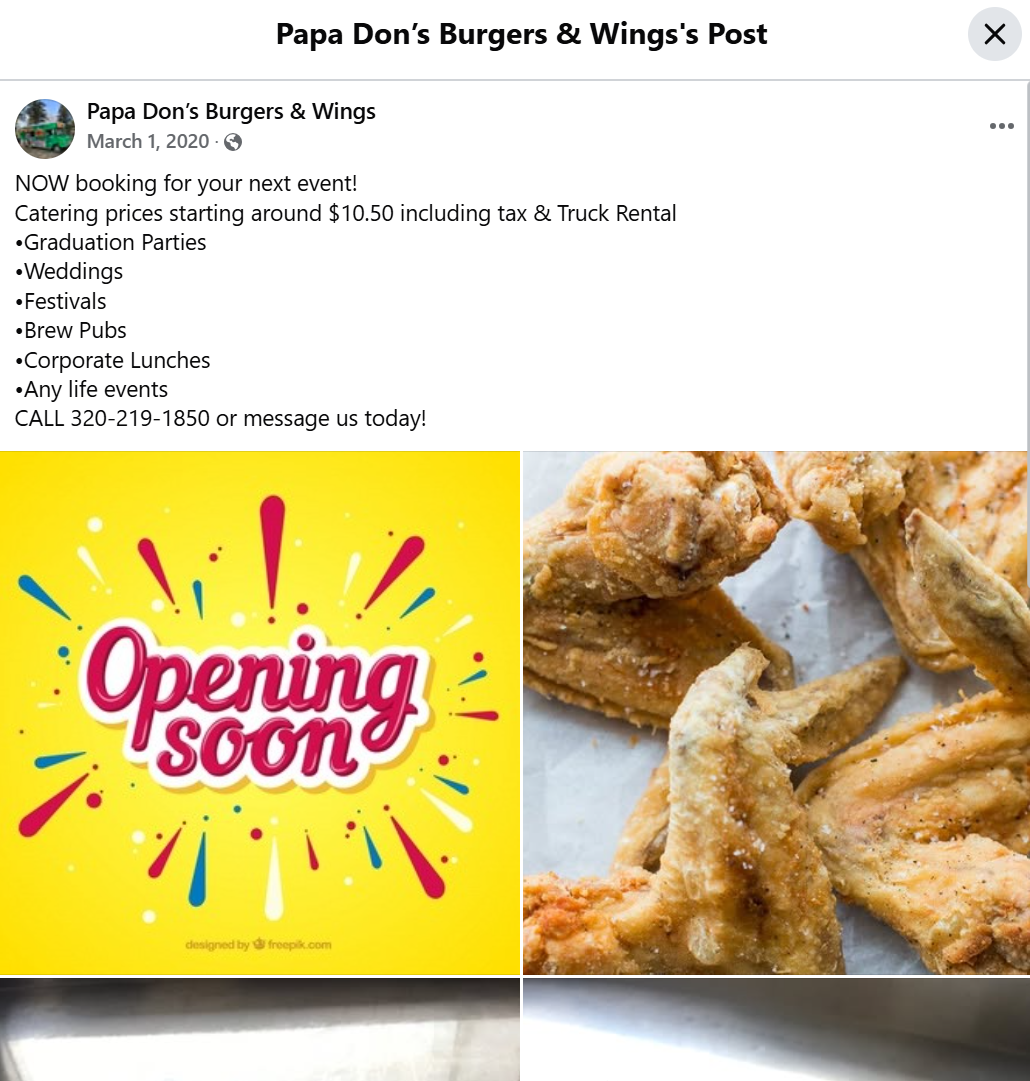 Papa Don’s Burgers & Wings's Post
Papa Don’s Burgers & Wings
March 1, 2020 ·
NOW booking for your next event!
Catering prices starting around $10.50 including tax & Truck Rental
•Graduation Parties
•Weddings
•Festivals
•Brew Pubs
•Corporate Lunches
•Any life events
CALL 320-219-1850 or message us today!
Opening
soon
designed by freepik.com